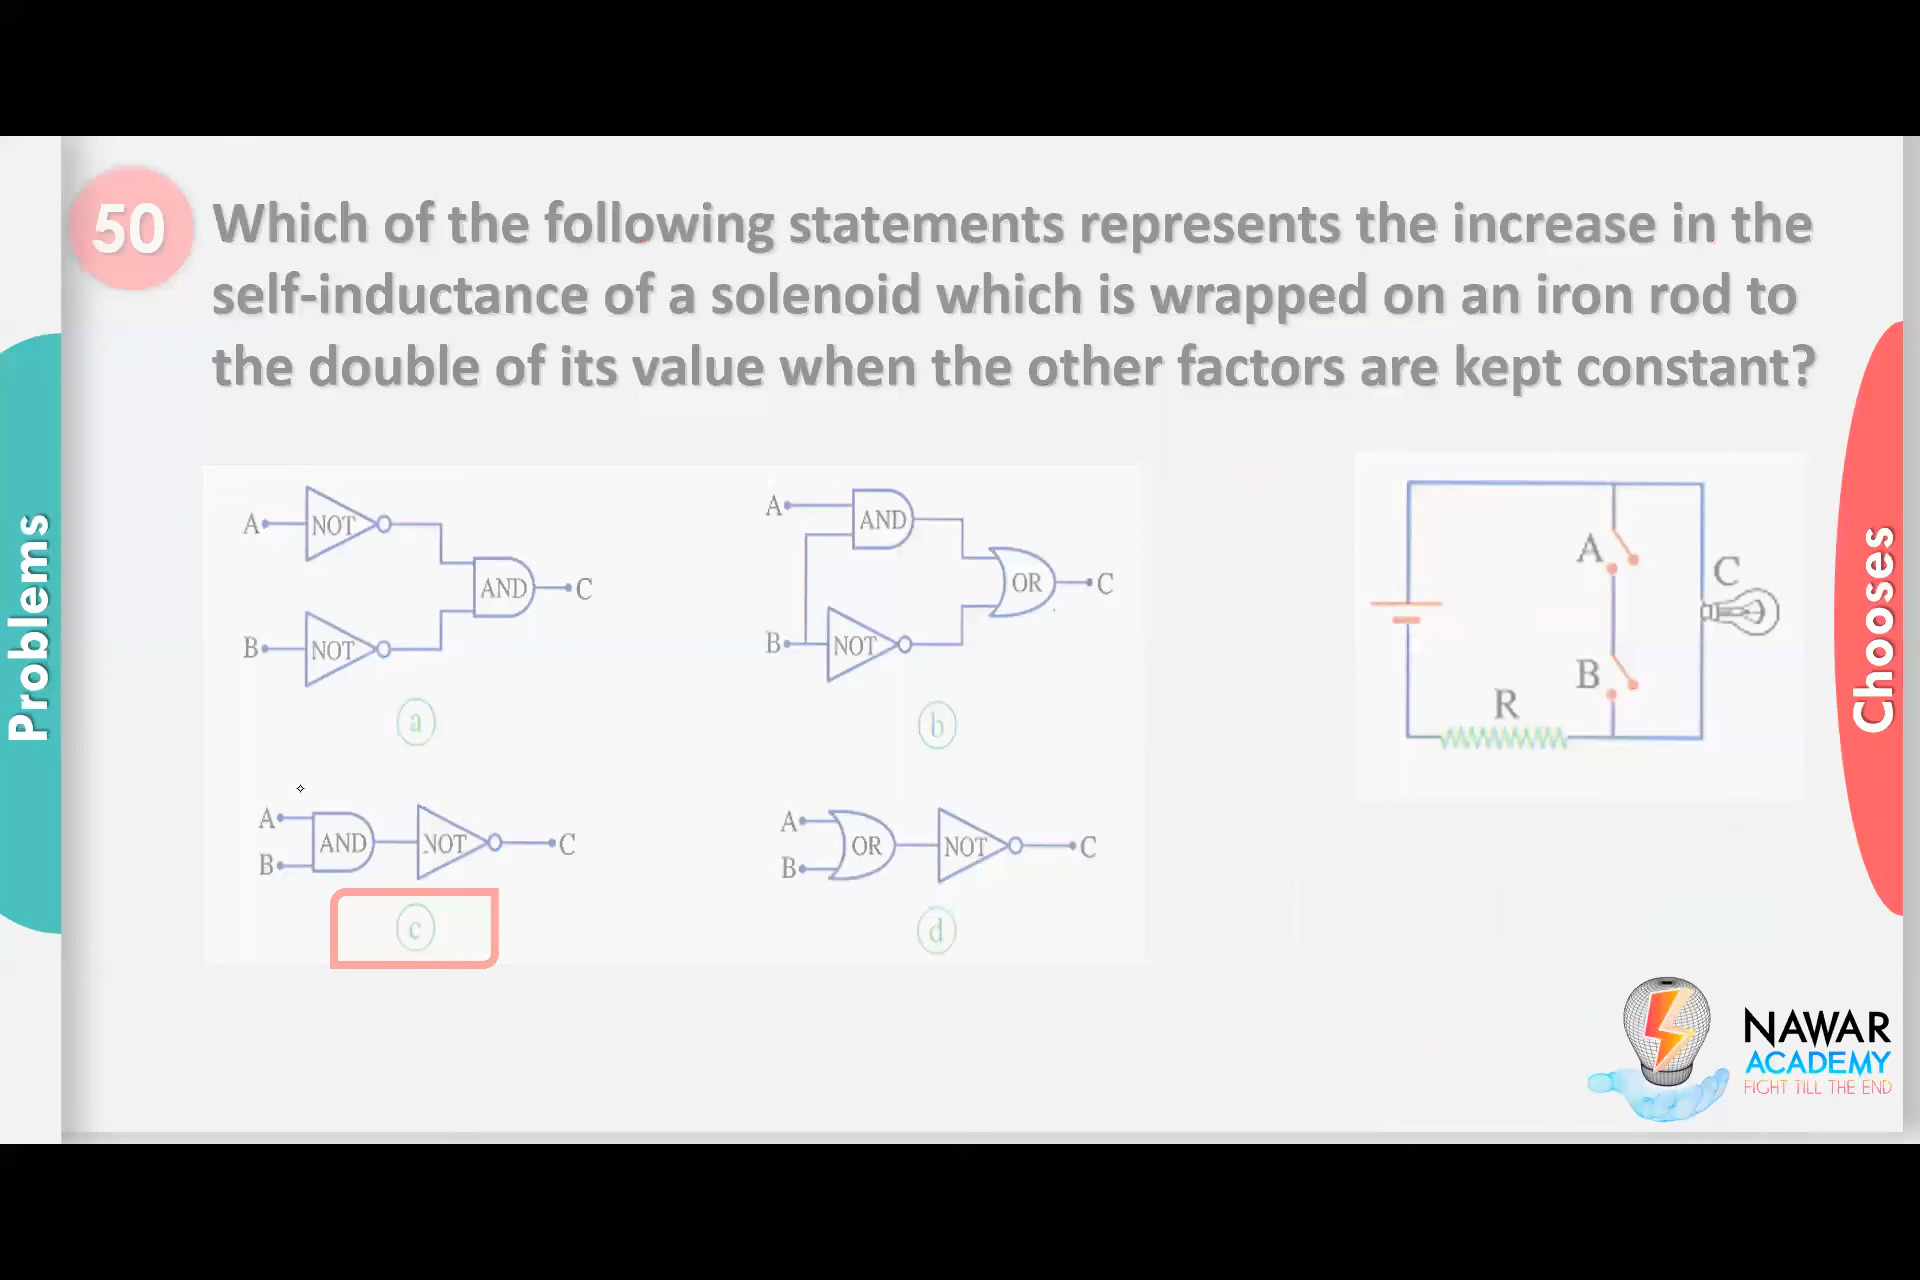 50
Which of the following statements represents the increase in the
self-inductance of a solenoid which is wrapped on an iron rod to
the double of its value when the other factors are kept constant?
Problems
Chooses
A NOT
B NOT
AND C
a
A AND
B NOT
OR C
b
A
B
AND NOT C
c
A
B
OR NOT C
d
A
B
C
R
NAWAR
ACADEMY
FIGHT TILL THE END